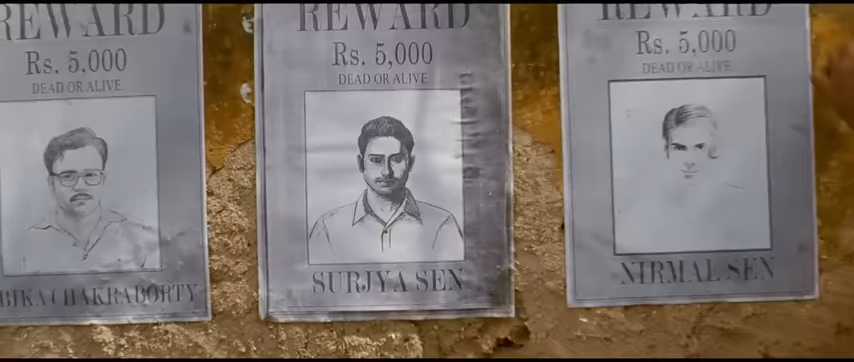 REWARD
Rs. 5,000
DEAD OR ALIVE
BIKA CHAKRABORTY
REWARD
Rs. 5,000
DEAD OR ALIVE
SURJYA SEN
REWARD
Rs. 5,000
DEAD OR ALIVE
NIRMAL SEN